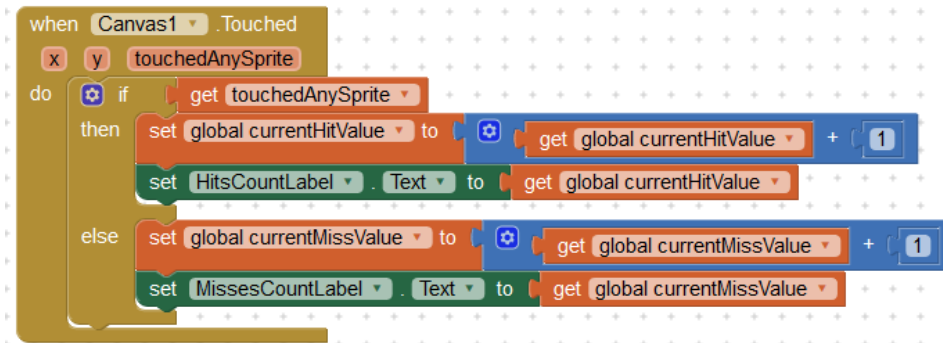 when Canvas1 .Touched
x y touchedAnySprite
do if get touchedAnySprite
then set global currentHitValue to get global currentHitValue + 1
set HitsCountLabel . Text to get global currentHitValue
else set global currentMissValue to get global currentMissValue + 1
set MissesCountLabel . Text to get global currentMissValue